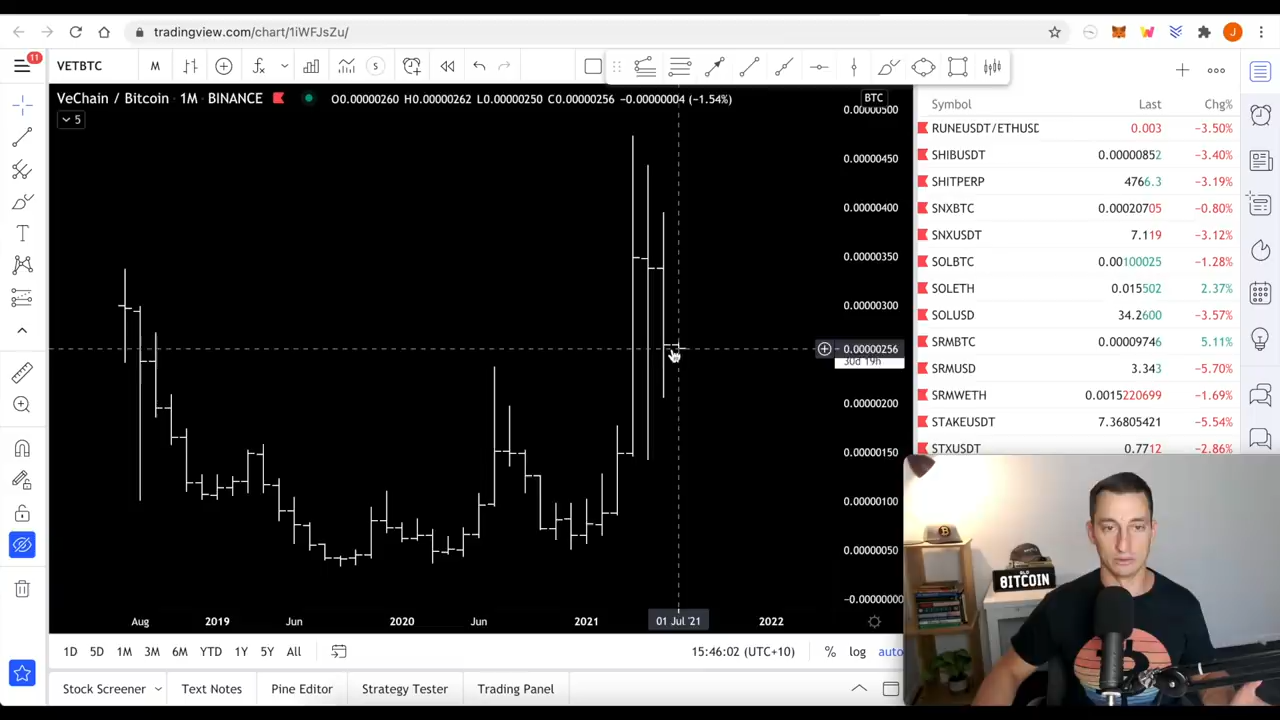 tradingview.com/chart/1iWFJsZu/
J
11
VETBTC
M
S
VeChain / Bitcoin · 1M · BINANCE
O0.00000260 H0.00000262 L0.00000250 C0.00000256 −0.00000004 (−1.54%)
BTC
5
0.00000500
0.00000450
0.00000400
0.00000350
0.00000300
0.00000256
30d 19h
0.00000200
0.00000150
0.00000100
0.00000050
−0.00000000
Aug 2019 Jun 2020 Jun 2021 01 Jul '21 2022
1D 5D 1M 3M 6M YTD 1Y 5Y All
15:46:02 (UTC+10) % log auto
Stock Screener Text Notes Pine Editor Strategy Tester Trading Panel
Symbol Last Chg%
RUNEUSDT/ETHUSD 0.003 −3.50%
SHIBUSDT 0.00000852 −3.40%
SHITPERP 4766.3 −3.19%
SNXBTC 0.00020705 −0.80%
SNXUSDT 7.119 −3.12%
SOLBTC 0.00100025 −1.28%
SOLETH 0.015502 2.37%
SOLUSD 34.2600 −3.57%
SRMBTC 0.00009746 5.11%
SRMUSD 3.343 −5.70%
SRMWETH 0.0015220699 −1.69%
STAKEUSDT 7.36805421 −5.54%
STXUSDT 0.7712 −2.86%
BITCOIN